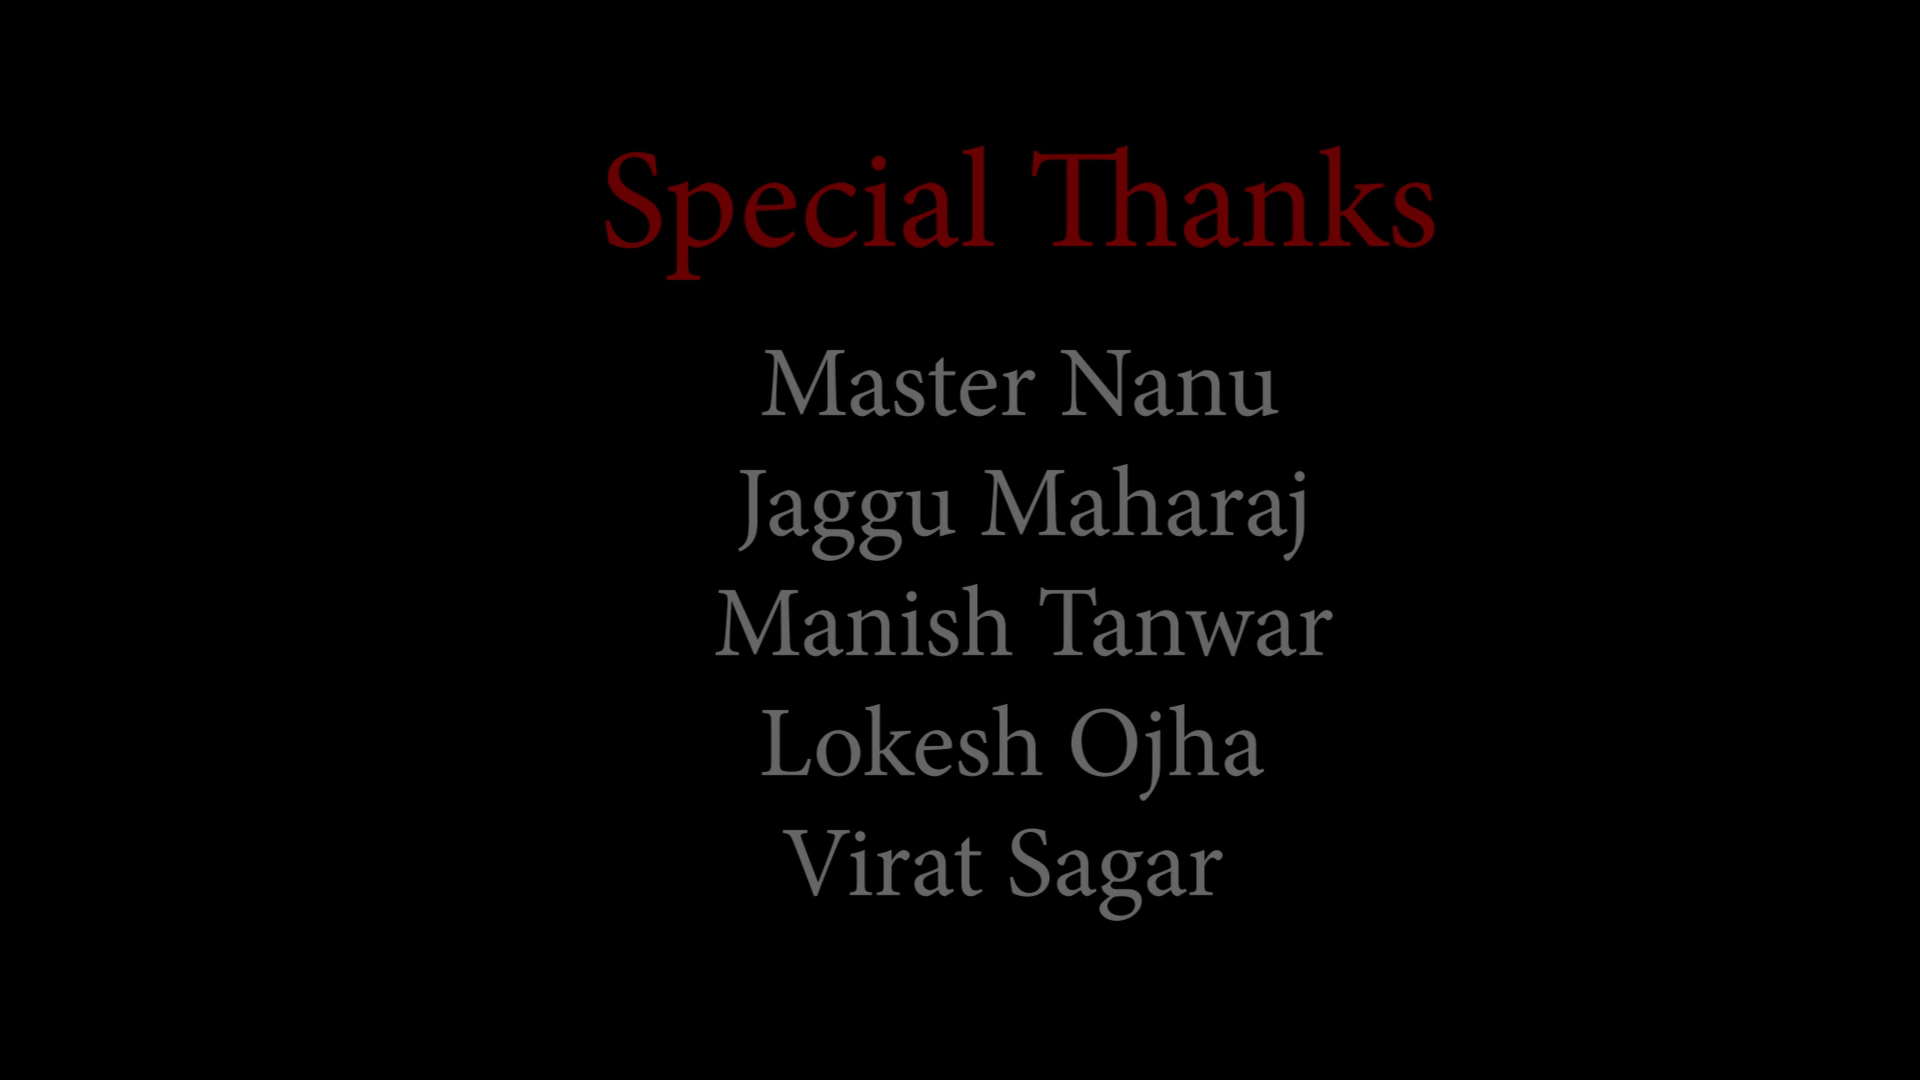 Special Thanks
Master Nanu
Jaggu Maharaj
Manish Tanwar
Lokesh Ojha
Virat Sagar